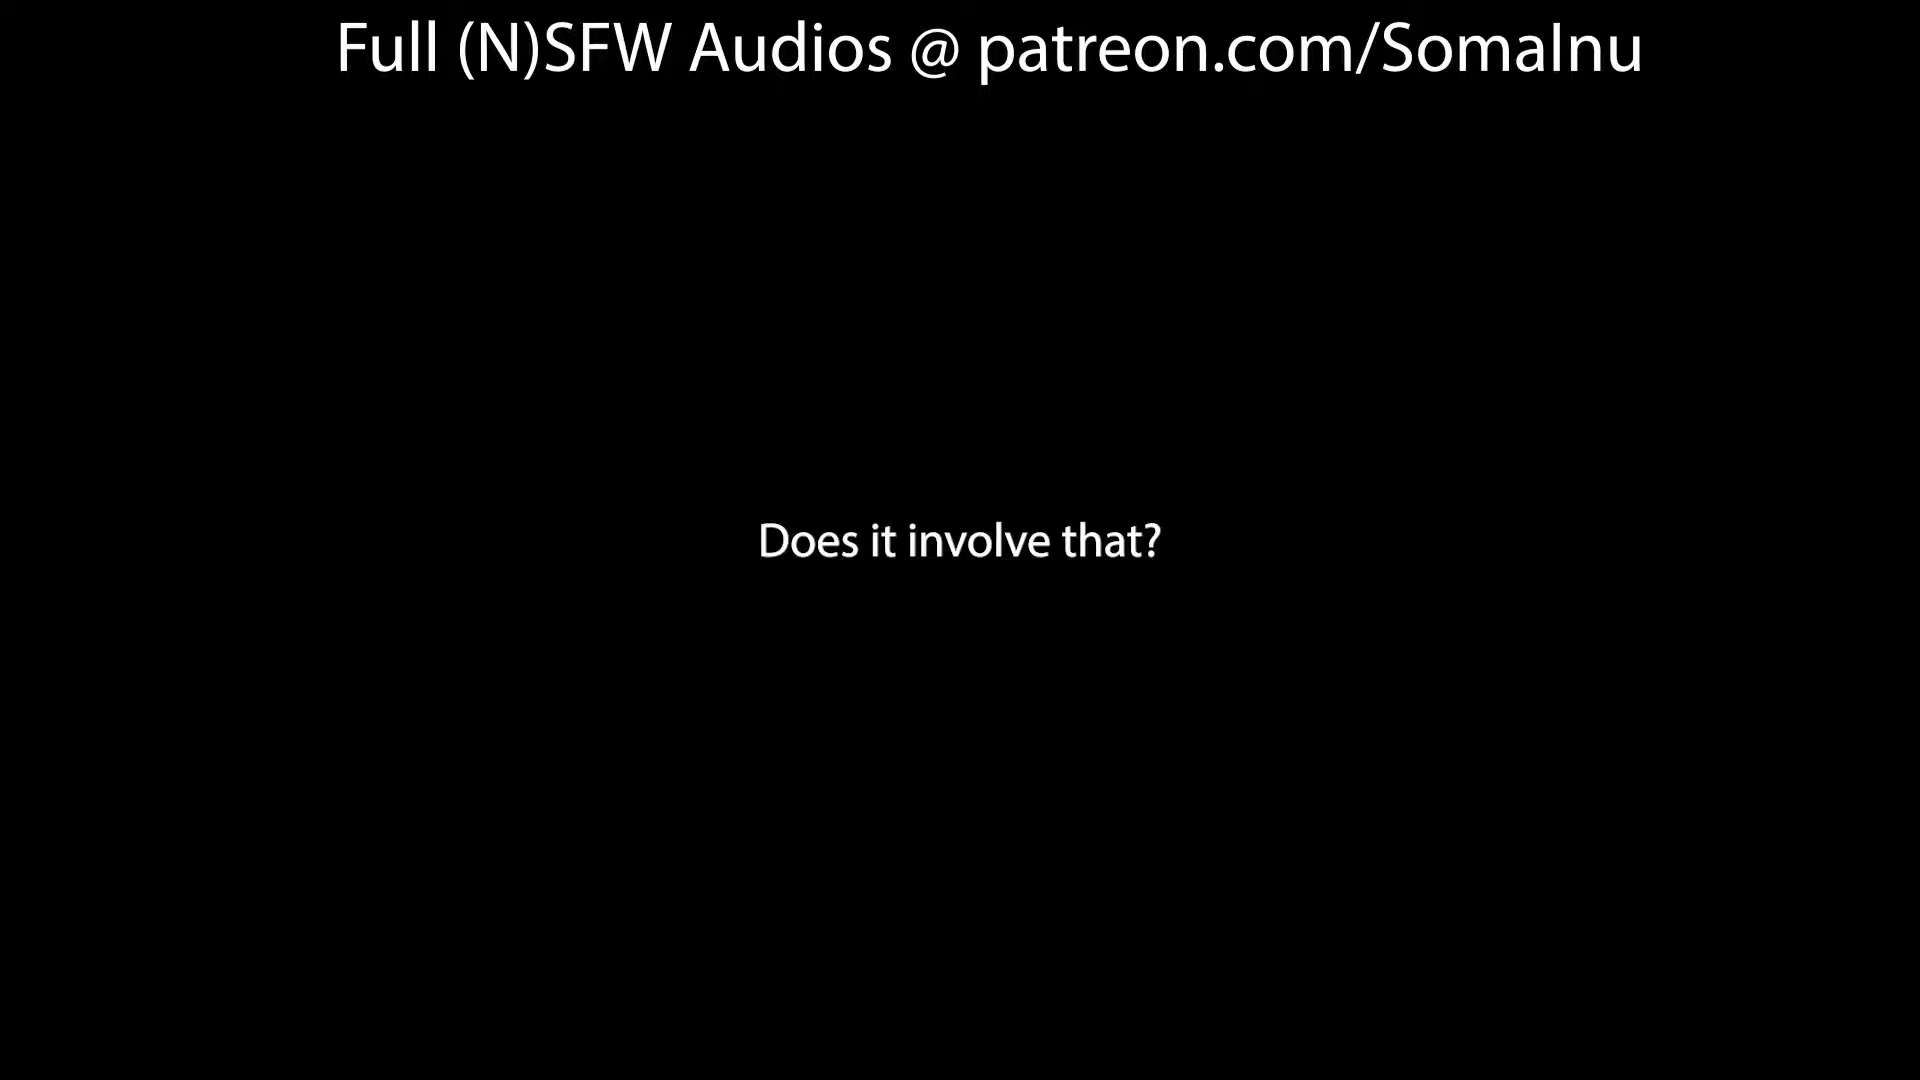 Full (N)SFW Audios @ patreon.com/SomaInu
Does it involve that?